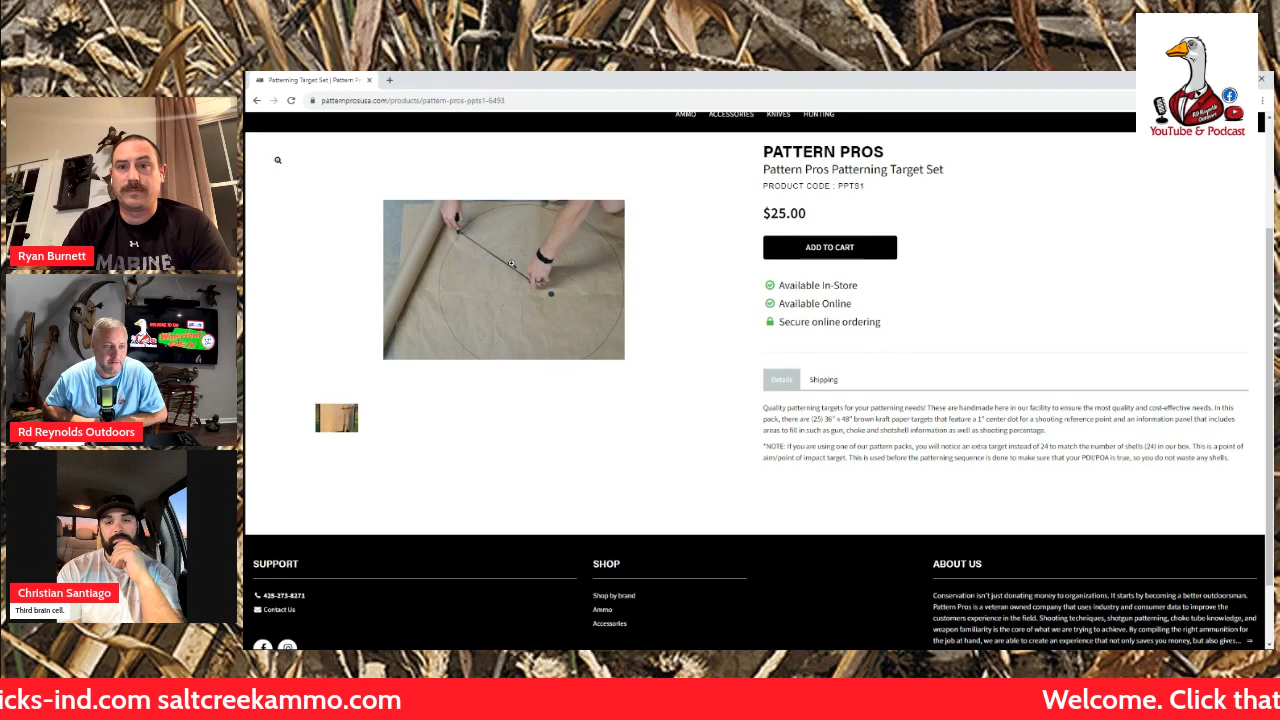 Patterning Target Set | Pattern Pr
patternprosusa.com/products/pattern-pros-ppts1-6493
RD Reynolds
Outdoors
YouTube & Podcast
AMMO ACCESSORIES KNIVES HUNTING
PATTERN PROS
Pattern Pros Patterning Target Set
PRODUCT CODE : PPTS1
$25.00
ADD TO CART
Available In-Store
Available Online
Secure online ordering
Details Shipping
Quality patterning targets for your patterning needs! These are handmade here in our facility to ensure the most quality and cost-effective needs. In this
pack, there are (25) 36" x 48" brown kraft paper targets that feature a 1" center dot for a shooting reference point and an information panel that includes
areas to fill in such as gun, choke and shotshell information as well as shooting percentage.
*NOTE: If you are using one of our pattern packs, you will notice an extra target instead of 24 to match the number of shells (24) in our box. This is a point of
aim/point of impact target. This is used before the patterning sequence is done to make sure that your POI/POA is true, so you do not waste any shells.
MARINE
Ryan Burnett
Rd Reynolds Outdoors
Christian Santiago
Third brain cell.
SUPPORT
425-273-8271
Contact Us
SHOP
Shop by brand
Ammo
Accessories
ABOUT US
Conservation isn't just donating money to organizations. It starts by becoming a better outdoorsman.
Pattern Pros is a veteran owned company that uses industry and consumer data to improve the
customers experience in the field. Shooting techniques, shotgun patterning, choke tube knowledge, and
weapon familiarity is the core of what we are trying to achieve. By compiling the right ammunition for
the job at hand, we are able to create an experience that not only saves you money, but also gives...
icks-ind.com saltcreekammo.com
Welcome. Click that